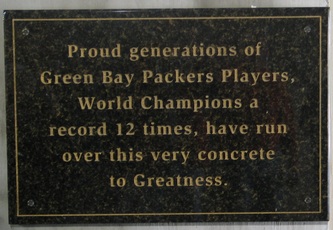 Proud generations of
Green Bay Packers Players,
World Champions a
record 12 times, have run
over this very concrete
to Greatness.